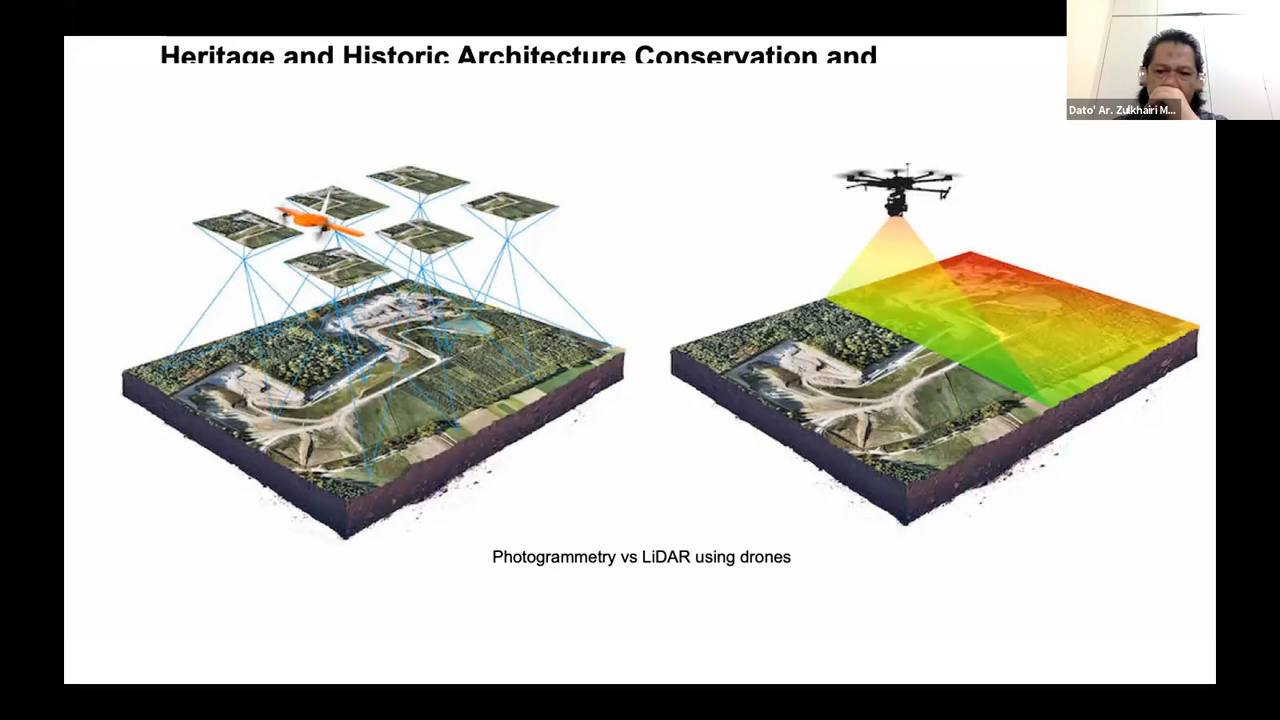 Heritage and Historic Architecture Conservation and
Dato' Ar. Zulkhairi M...
Photogrammetry vs LiDAR using drones